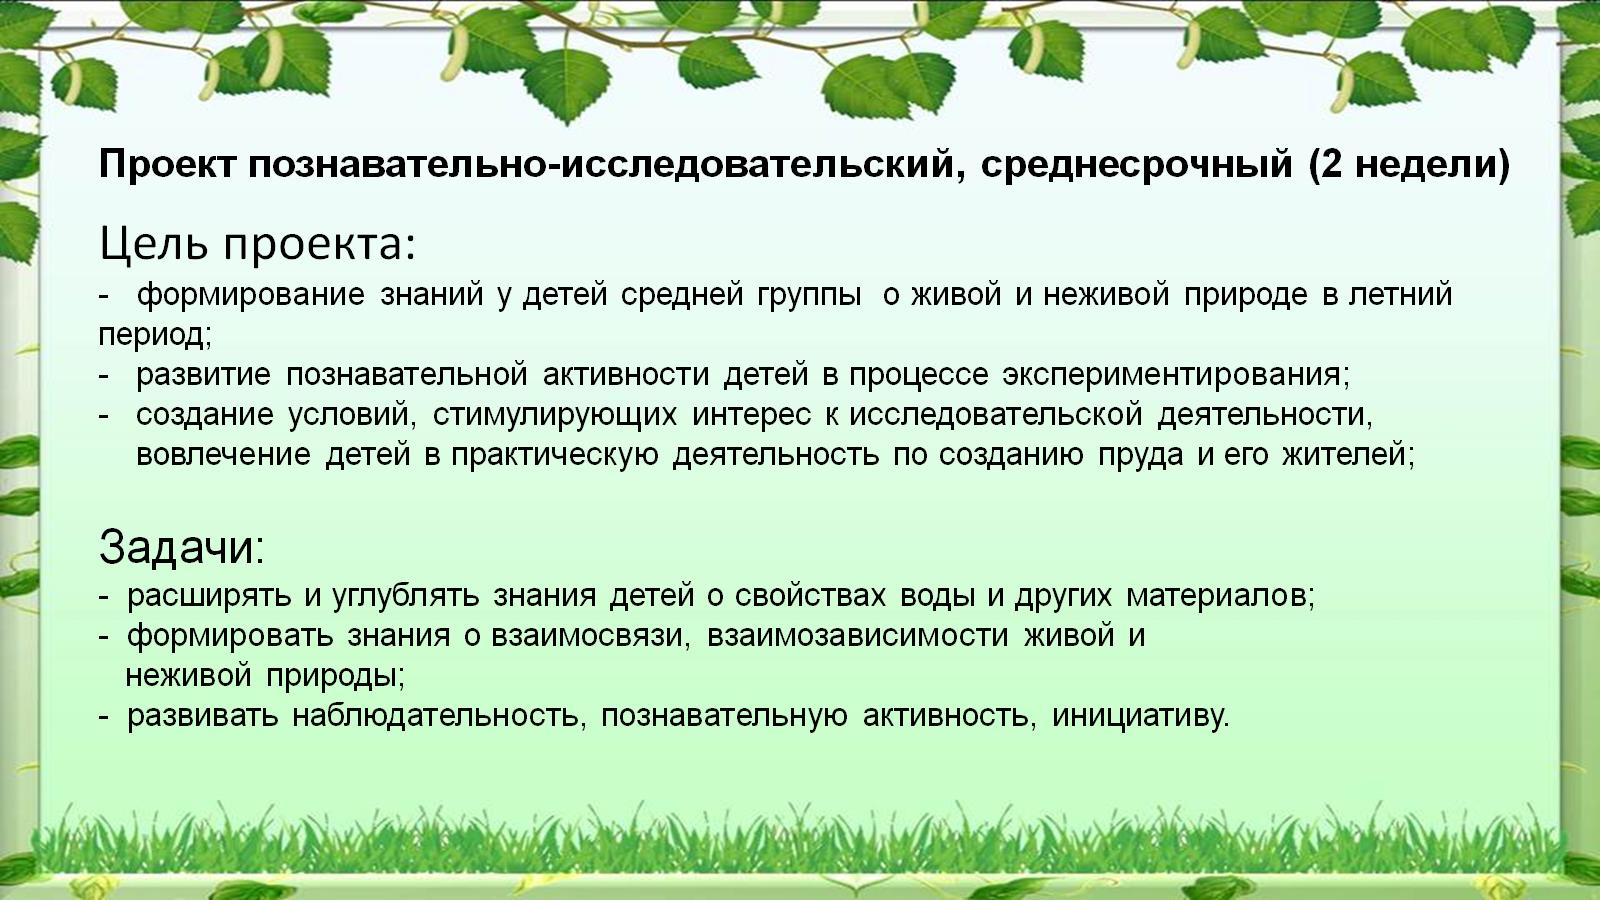 Проект познавательно-исследовательский, среднесрочный (2 недели)
Цель проекта:
- формирование знаний у детей средней группы о живой и неживой природе в летний
период;
- развитие познавательной активности детей в процессе экспериментирования;
- создание условий, стимулирующих интерес к исследовательской деятельности,
вовлечение детей в практическую деятельность по созданию пруда и его жителей;
Задачи:
- расширять и углублять знания детей о свойствах воды и других материалов;
- формировать знания о взаимосвязи, взаимозависимости живой и
неживой природы;
- развивать наблюдательность, познавательную активность, инициативу.